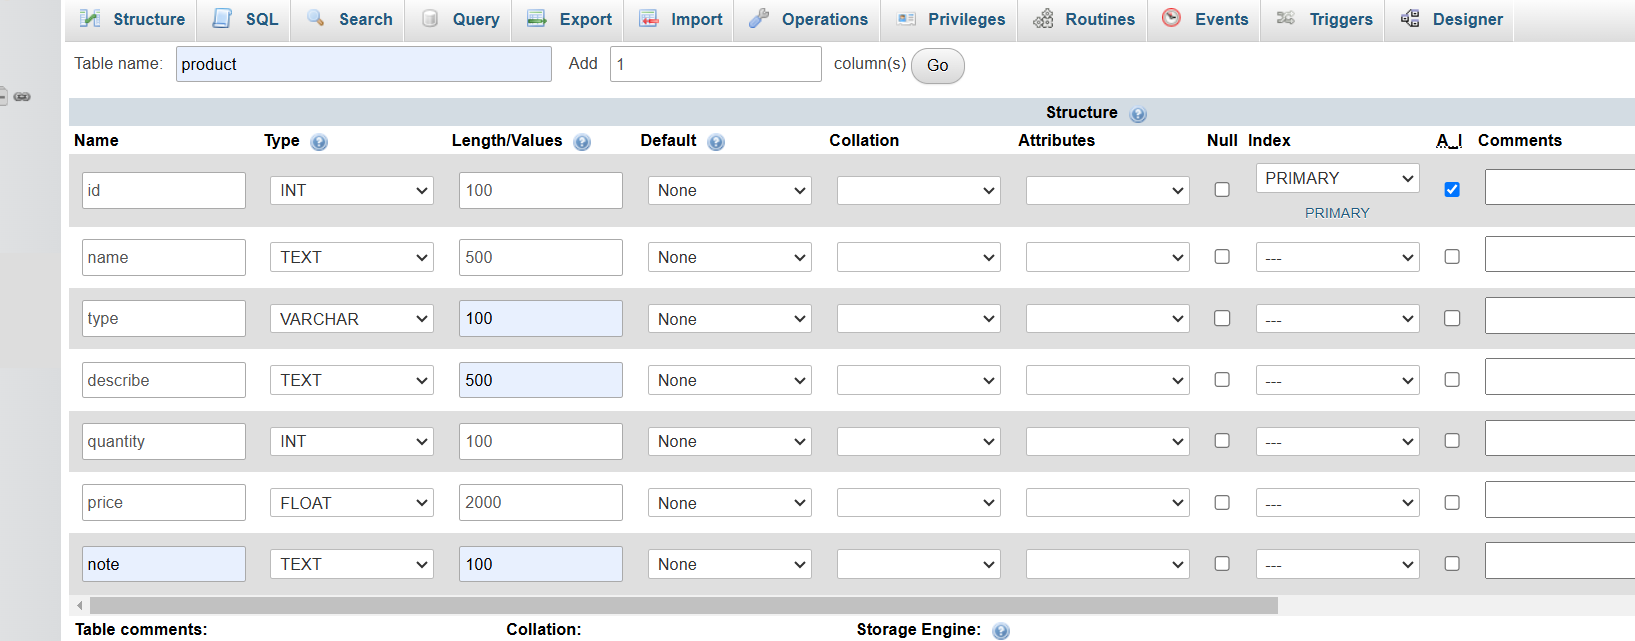 Structure SQL Search Query Export Import Operations Privileges Routines Events Triggers Designer
Table name: product Add 1 column(s) Go
Structure
Name Type Length/Values Default Collation Attributes Null Index A_I Comments
id INT 100 None PRIMARY
PRIMARY
name TEXT 500 None ---
type VARCHAR 100 None ---
describe TEXT 500 None ---
quantity INT 100 None ---
price FLOAT 2000 None ---
note TEXT 100 None ---
Table comments: Collation: Storage Engine: